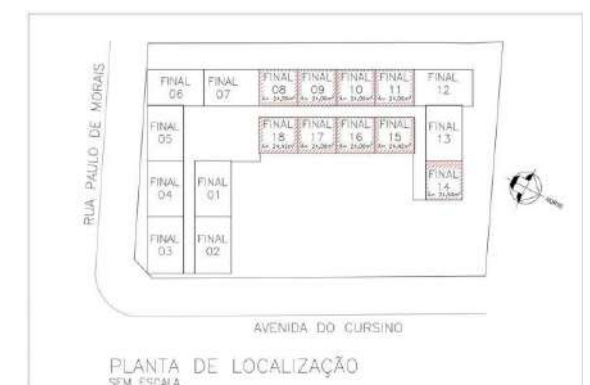 RUA PAULO DE MORAIS
FINAL
06
FINAL
07
FINAL
08
FINAL
09
FINAL
10
FINAL
11
FINAL
12
FINAL
05
FINAL
18
FINAL
17
FINAL
16
FINAL
15
FINAL
13
FINAL
04
FINAL
01
FINAL
14
NORTE
FINAL
03
FINAL
02
AVENIDA DO CURSINO
PLANTA DE LOCALIZAÇÃO
SEM ESCALA